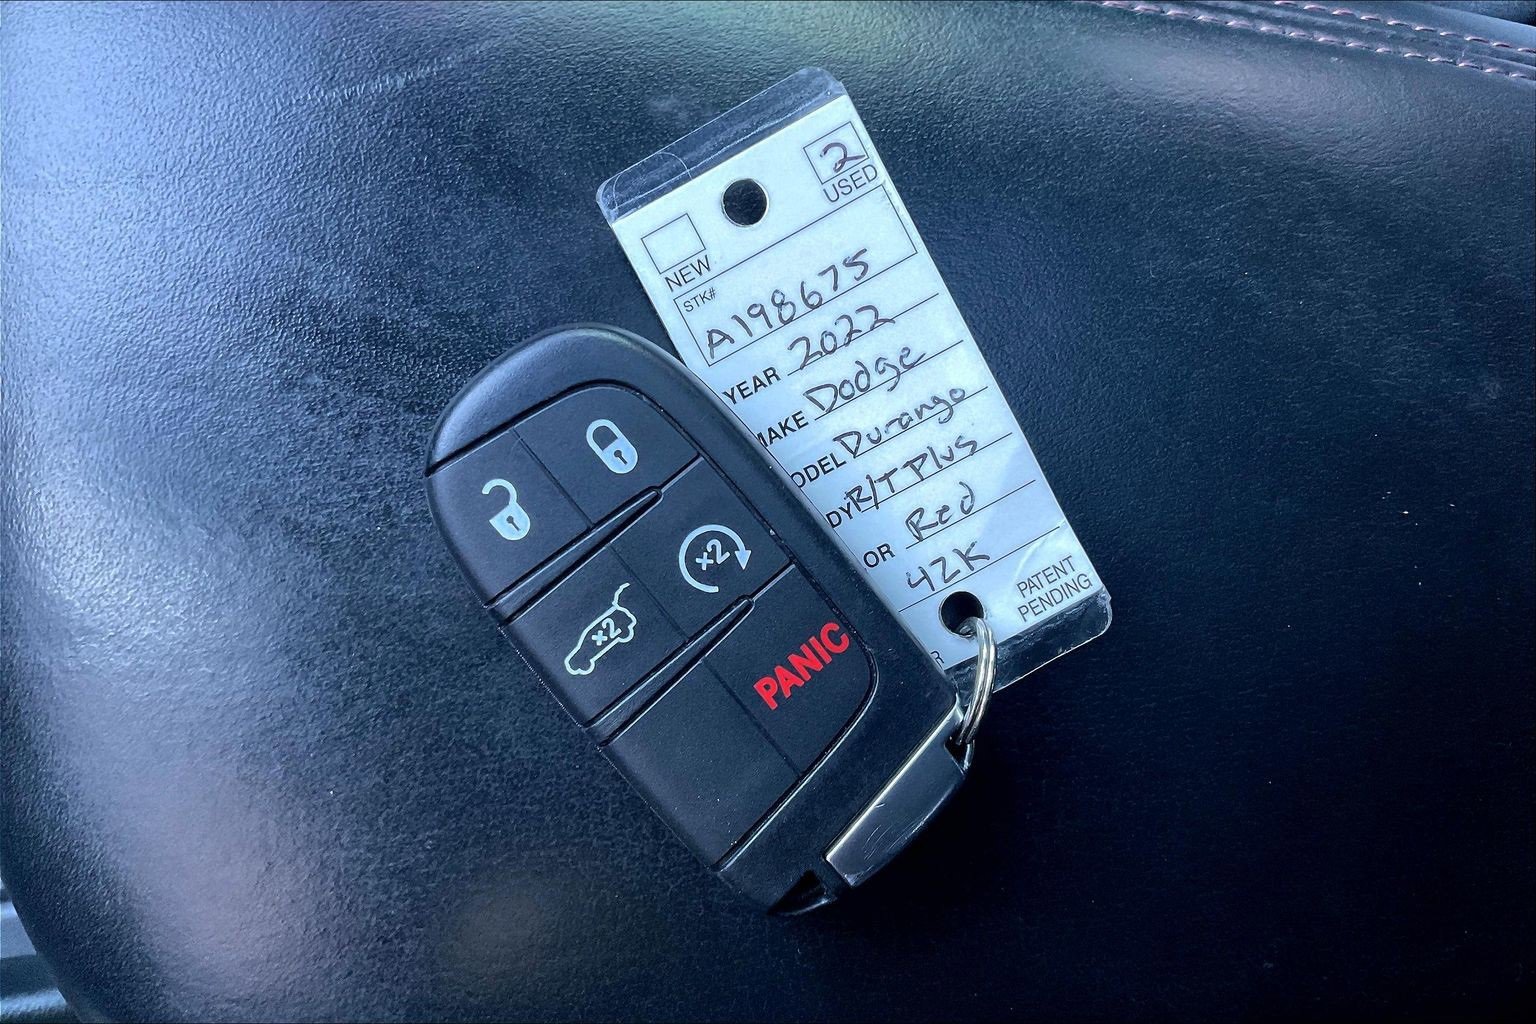 2
USED
NEW
STK#
A198675
YEAR 2022
MAKE Dodge
ODEL Durango
DY R/T Plus
OR Red
42K
PATENT
PENDING
R
x2
x2
PANIC